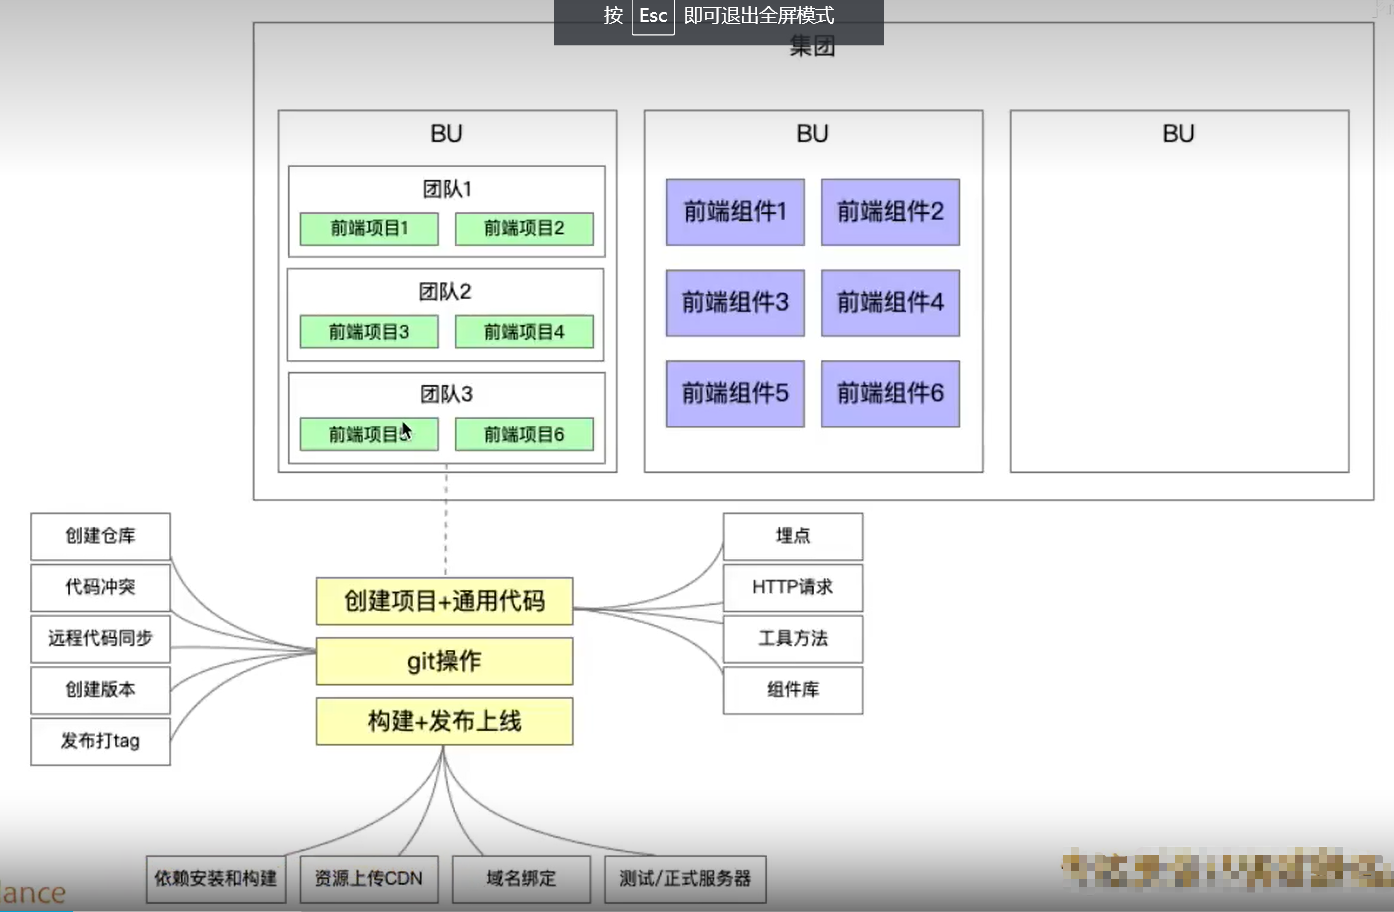 按 Esc 即可退出全屏模式
集团
BU
团队1
前端项目1
前端项目2
团队2
前端项目3
前端项目4
团队3
前端项目5
前端项目6
BU
前端组件1
前端组件2
前端组件3
前端组件4
前端组件5
前端组件6
BU
创建仓库
代码冲突
远程代码同步
创建版本
发布打tag
创建项目+通用代码
git操作
构建+发布上线
埋点
HTTP请求
工具方法
组件库
依赖安装和构建
资源上传CDN
域名绑定
测试/正式服务器
lance